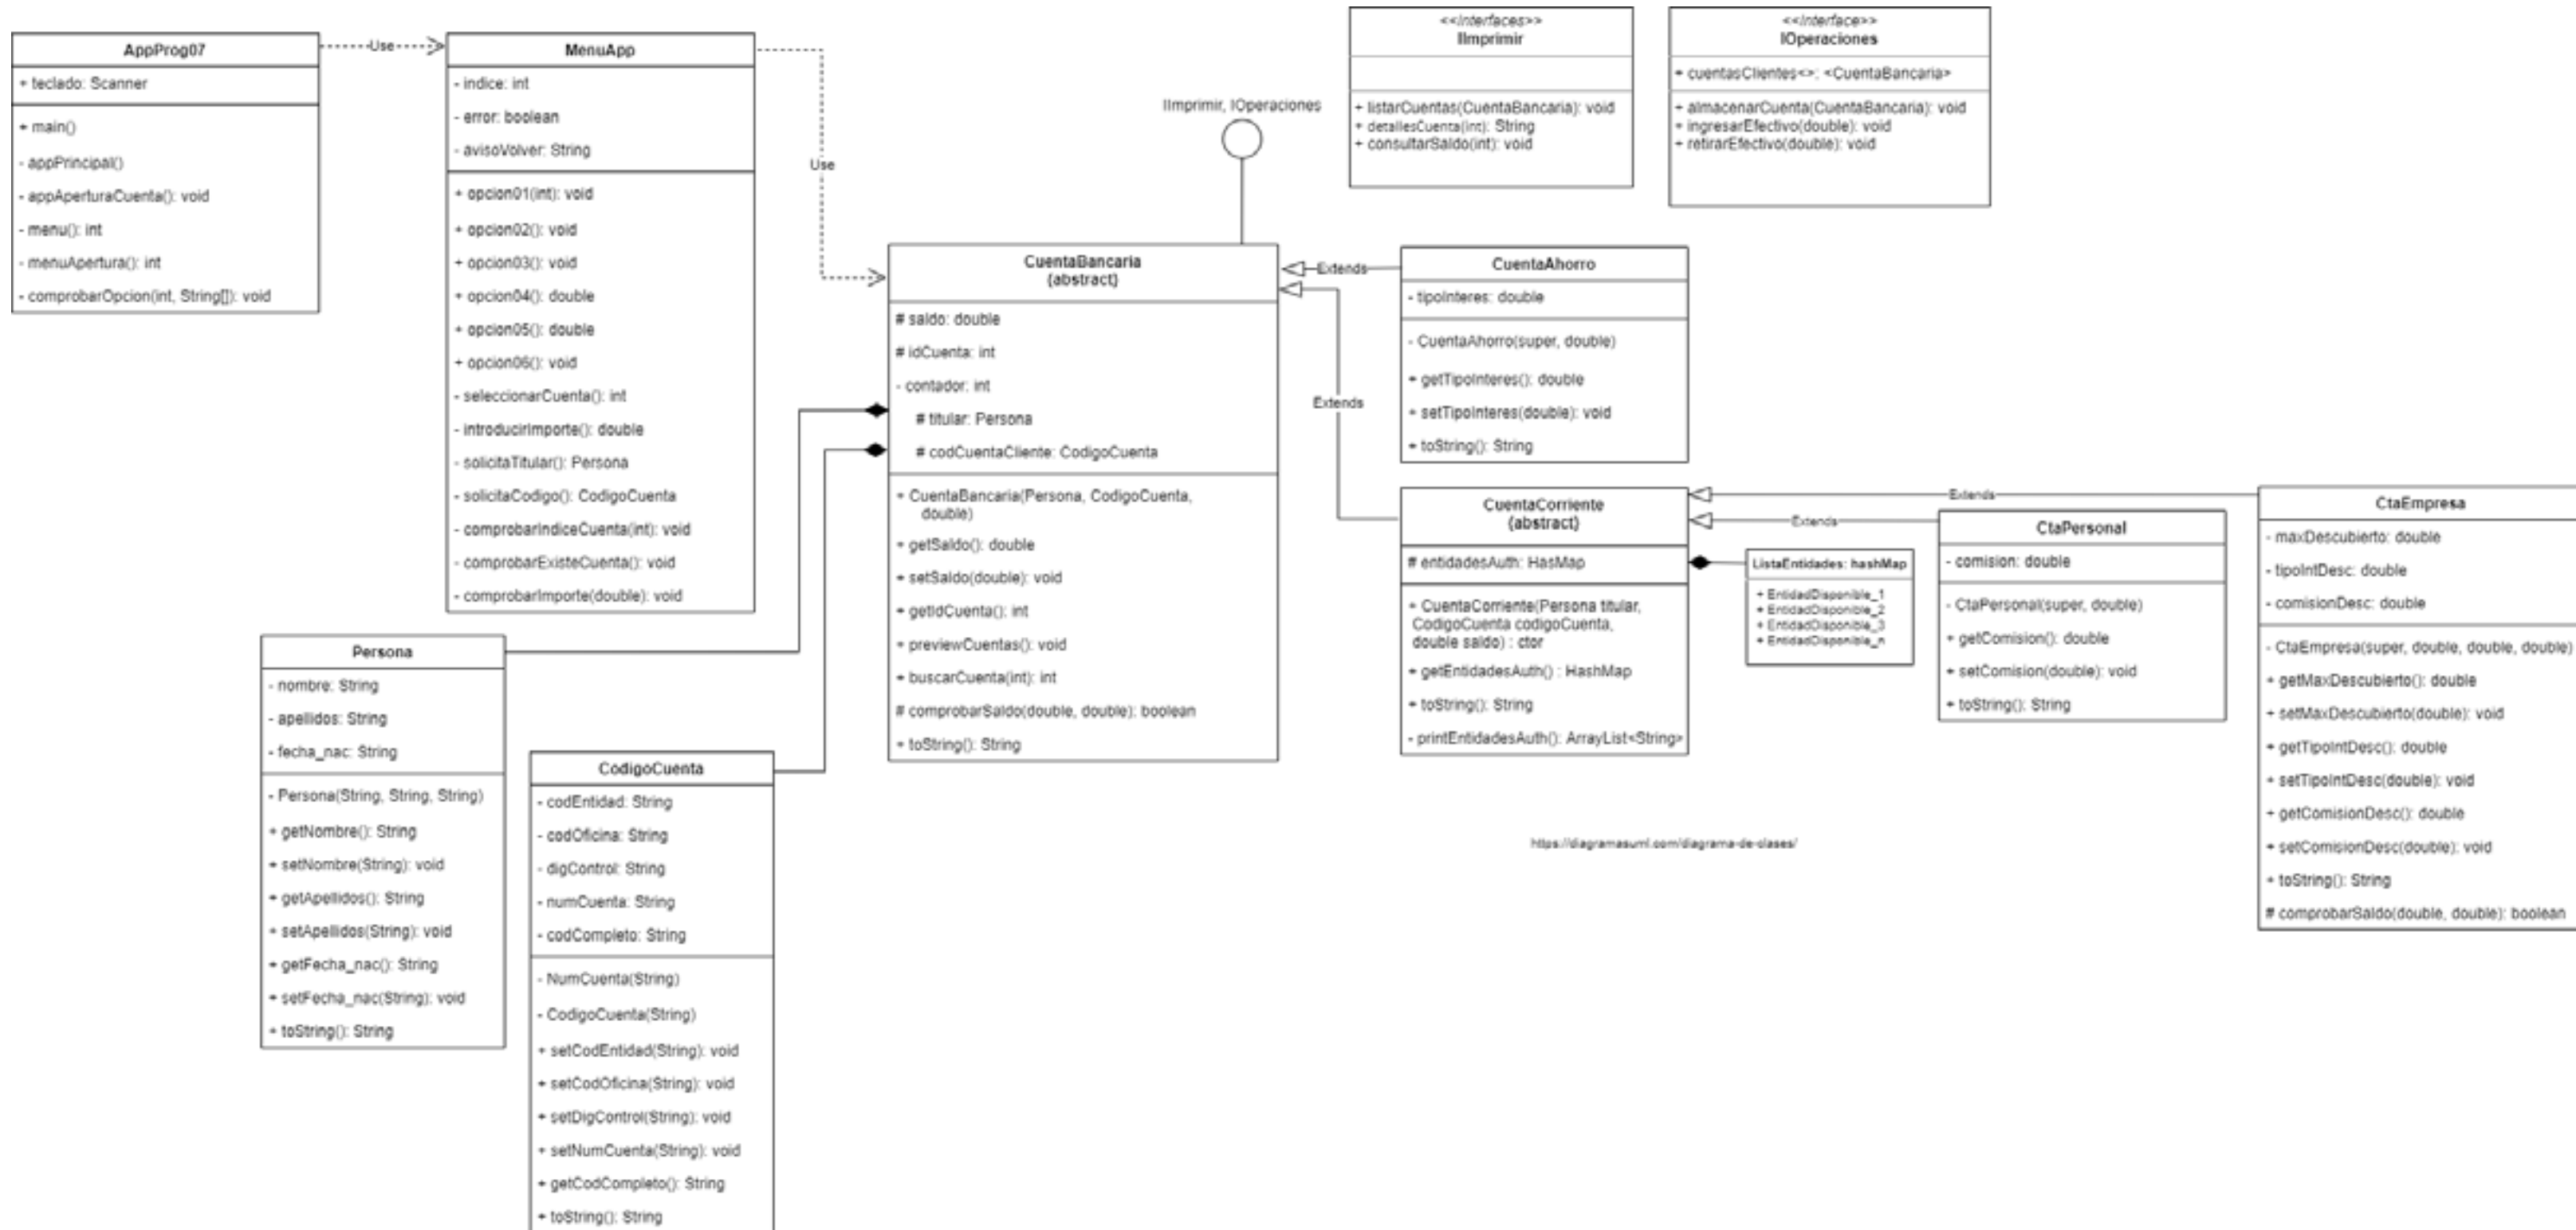 AppProg07
+ teclado: Scanner
+ main()
- appPrincipal()
- appAperturaCuenta(): void
- menu(): int
- menuApertura(): int
- comprobarOpcion(int, String[]): void
Use
MenuApp
- indice: int
- error: boolean
- avisoVolver: String
+ opcion01(int): void
+ opcion02(): void
+ opcion03(): void
+ opcion04(): double
+ opcion05(): double
+ opcion06(): void
- seleccionarCuenta(): int
- introducirImporte(): double
- solicitaTitular(): Persona
- solicitaCodigo(): CodigoCuenta
- comprobarIndiceCuenta(int): void
- comprobarExisteCuenta(): void
- comprobarImporte(double): void
Use
IImprimir, IOperaciones
<<Interfaces>>
IImprimir
+ listarCuentas(CuentaBancaria): void
+ detallesCuenta(int): String
+ consultarSaldo(int): void
<<Interface>>
IOperaciones
+ cuentasClientes<>: <CuentaBancaria>
+ almacenarCuenta(CuentaBancaria): void
+ ingresarEfectivo(double): void
+ retirarEfectivo(double): void
CuentaBancaria
{abstract}
# saldo: double
# idCuenta: int
- contador: int
# titular: Persona
# codCuentaCliente: CodigoCuenta
+ CuentaBancaria(Persona, CodigoCuenta,
double)
+ getSaldo(): double
+ setSaldo(double): void
+ getIdCuenta(): int
+ previewCuentas(): void
+ buscarCuenta(int): int
# comprobarSaldo(double, double): boolean
+ toString(): String
Extends
Extends
CuentaAhorro
- tipoInteres: double
- CuentaAhorro(super, double)
+ getTipoInteres(): double
+ setTipoInteres(double): void
+ toString(): String
CuentaCorriente
{abstract}
# entidadesAuth: HasMap
+ CuentaCorriente(Persona titular,
CodigoCuenta codigoCuenta,
double saldo) : ctor
+ getEntidadesAuth() : HashMap
+ toString(): String
- printEntidadesAuth(): ArrayList<String>
ListaEntidades: hashMap
+ EntidadDisponible_1
+ EntidadDisponible_2
+ EntidadDisponible_3
+ EntidadDisponible_n
Extends
Extends
CtaPersonal
- comision: double
- CtaPersonal(super, double)
+ getComision(): double
+ setComision(double): void
+ toString(): String
CtaEmpresa
- maxDescubierto: double
- tipoIntDesc: double
- comisionDesc: double
- CtaEmpresa(super, double, double, double)
+ getMaxDescubierto(): double
+ setMaxDescubierto(double): void
+ getTipoIntDesc(): double
+ setTipoIntDesc(double): void
+ getComisionDesc(): double
+ setComisionDesc(double): void
+ toString(): String
# comprobarSaldo(double, double): boolean
Persona
- nombre: String
- apellidos: String
- fecha_nac: String
- Persona(String, String, String)
+ getNombre(): String
+ setNombre(String): void
+ getApellidos(): String
+ setApellidos(String): void
+ getFecha_nac(): String
+ setFecha_nac(String): void
+ toString(): String
CodigoCuenta
- codEntidad: String
- codOficina: String
- digControl: String
- numCuenta: String
- codCompleto: String
- NumCuenta(String)
- CodigoCuenta(String)
+ setCodEntidad(String): void
+ setCodOficina(String): void
+ setDigControl(String): void
+ setNumCuenta(String): void
+ getCodCompleto(): String
+ toString(): String
https://diagramasuml.com/diagrama-de-clases/